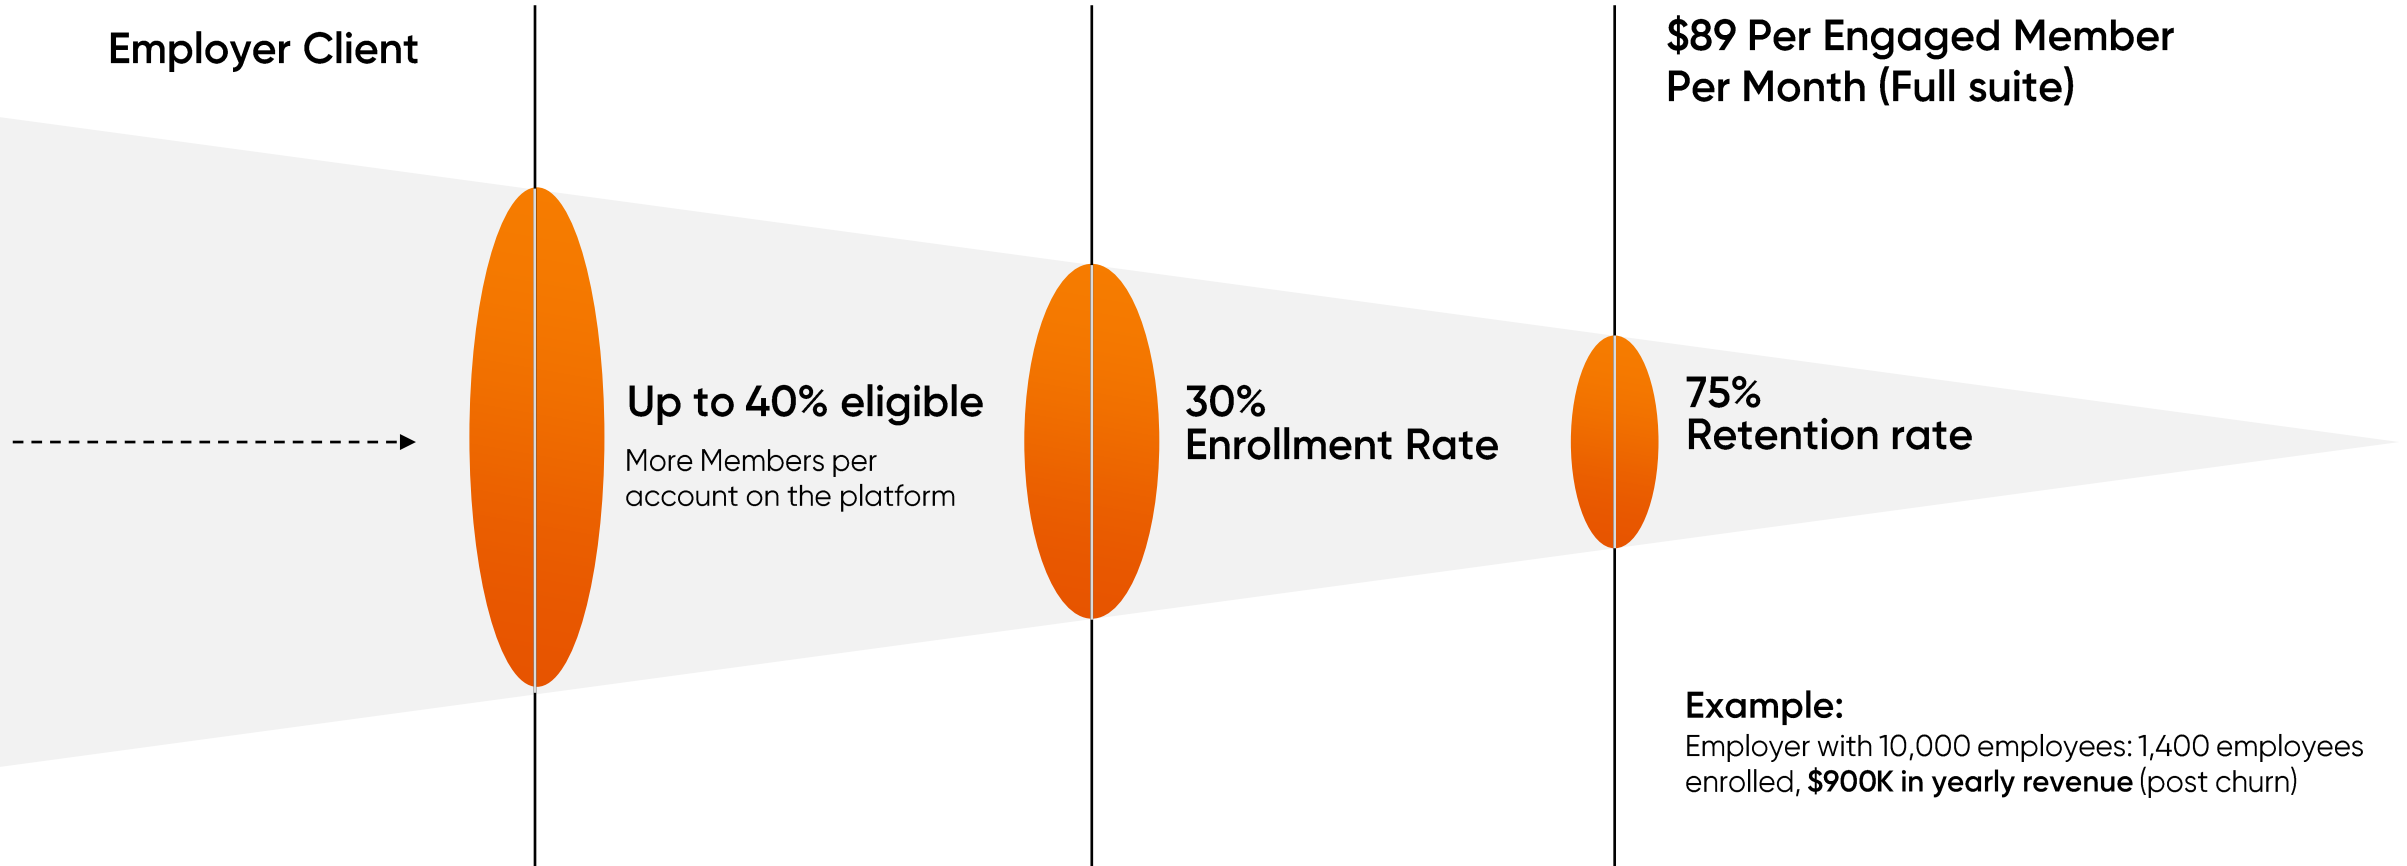 Employer Client
Up to 40% eligible
More Members per
account on the platform
30%
Enrollment Rate
$89 Per Engaged Member
Per Month (Full suite)
75%
Retention rate
Example:
Employer with 10,000 employees: 1,400 employees
enrolled, $900K in yearly revenue (post churn)